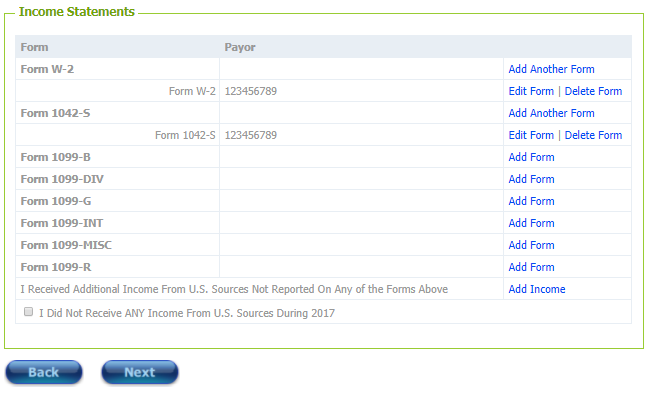 Income Statements
Form Payor
Form W-2 Add Another Form
Form W-2 123456789 Edit Form | Delete Form
Form 1042-S Add Another Form
Form 1042-S 123456789 Edit Form | Delete Form
Form 1099-B Add Form
Form 1099-DIV Add Form
Form 1099-G Add Form
Form 1099-INT Add Form
Form 1099-MISC Add Form
Form 1099-R Add Form
I Received Additional Income From U.S. Sources Not Reported On Any of the Forms Above Add Income
I Did Not Receive ANY Income From U.S. Sources During 2017
Back Next